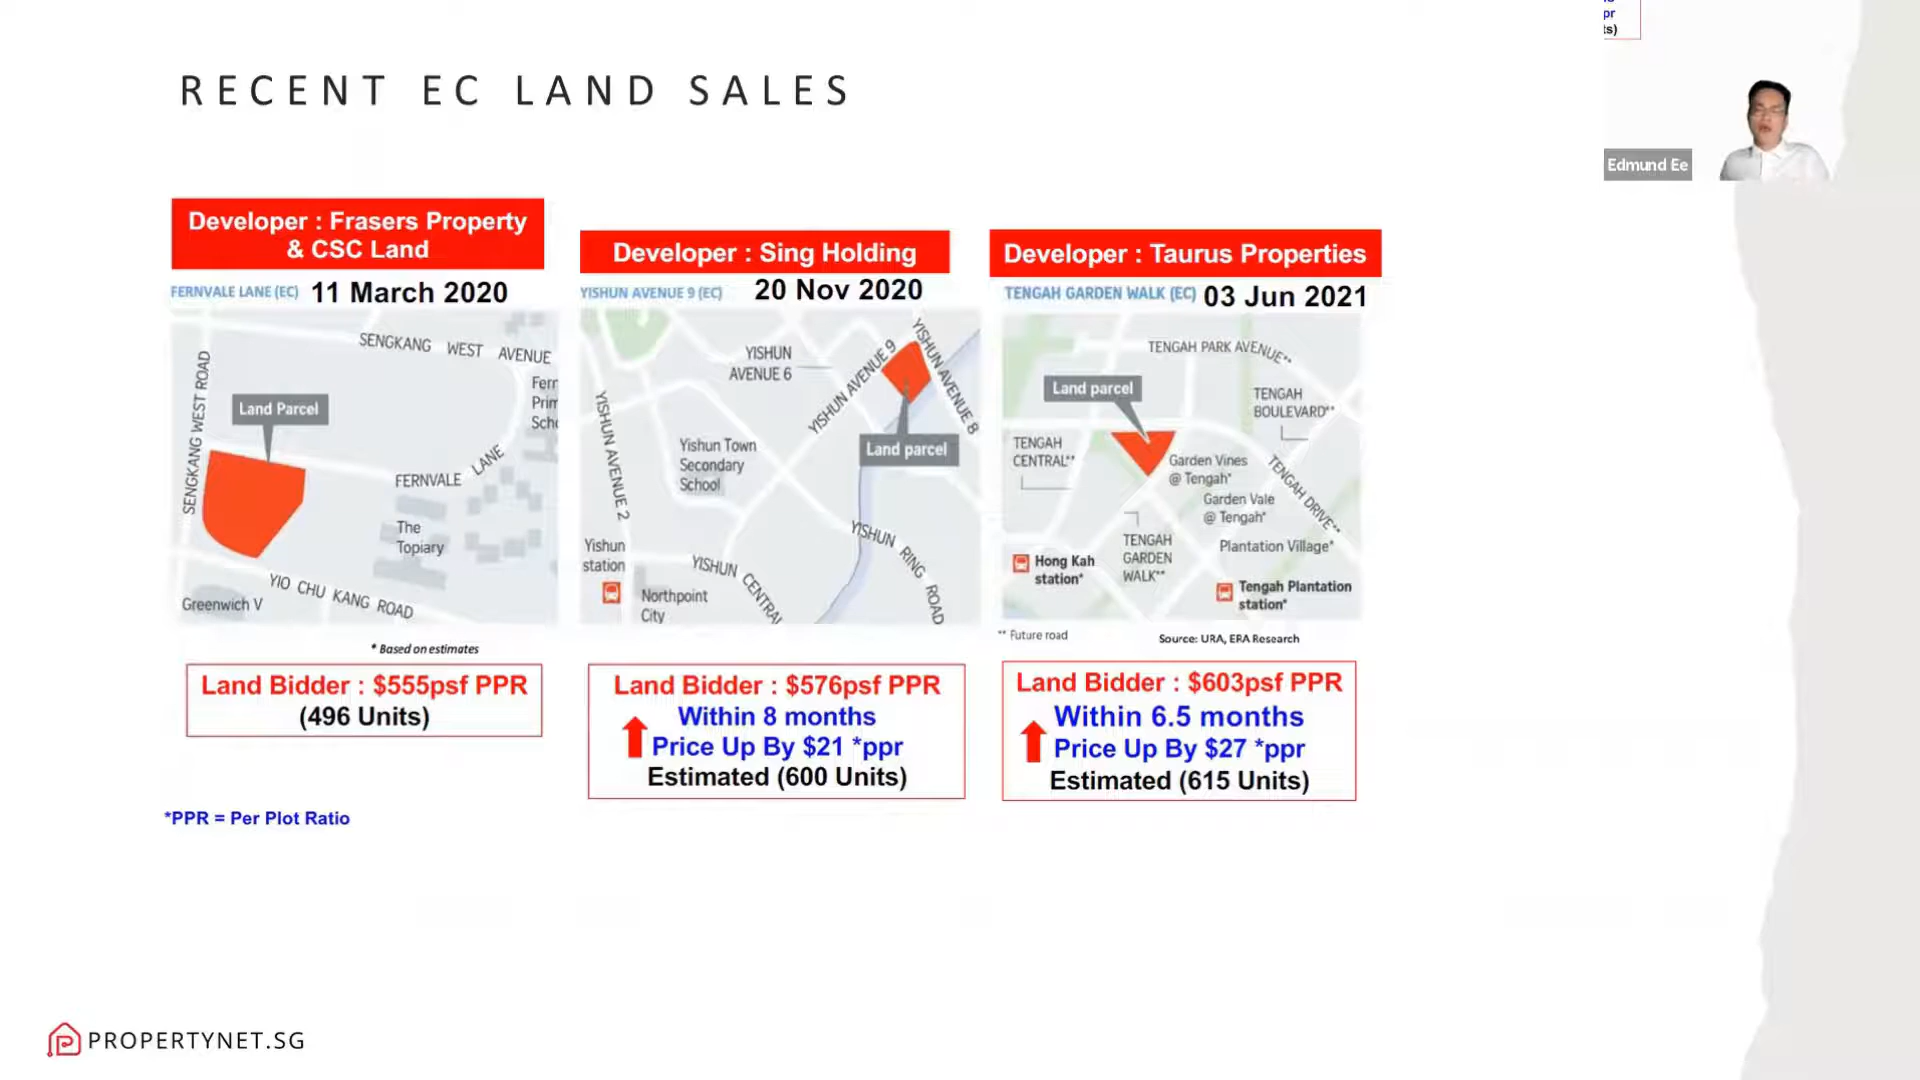 pr
ts)
RECENT EC LAND SALES
Edmund Ee
Developer : Frasers Property
& CSC Land
FERNVALE LANE (EC) 11 March 2020
SENGKANG WEST AVENUE
SENGKANG WEST ROAD
Fern
Prim
Scho
Land Parcel
FERNVALE LANE
The
Topiary
YIO CHU KANG ROAD
Greenwich V
* Based on estimates
Land Bidder : $555psf PPR
(496 Units)
Developer : Sing Holding
YISHUN AVENUE 9 (EC) 20 Nov 2020
YISHUN
AVENUE 6
YISHUN AVENUE 9
YISHUN AVENUE 8
YISHUN AVENUE 2
Land parcel
Yishun Town
Secondary
School
Yishun
station
YISHUN CENTRAL
YISHUN RING ROAD
Northpoint
City
Land Bidder : $576psf PPR
Within 8 months
Price Up By $21 *ppr
Estimated (600 Units)
Developer : Taurus Properties
TENGAH GARDEN WALK (EC) 03 Jun 2021
TENGAH PARK AVENUE**
Land parcel
TENGAH
BOULEVARD**
TENGAH
CENTRAL**
Garden Vines
@ Tengah*
TENGAH DRIVE**
Garden Vale
@ Tengah*
TENGAH
GARDEN
WALK**
Plantation Village*
Hong Kah
station*
Tengah Plantation
station*
** Future road
Source: URA, ERA Research
Land Bidder : $603psf PPR
Within 6.5 months
Price Up By $27 *ppr
Estimated (615 Units)
*PPR = Per Plot Ratio
PROPERTYNET.SG